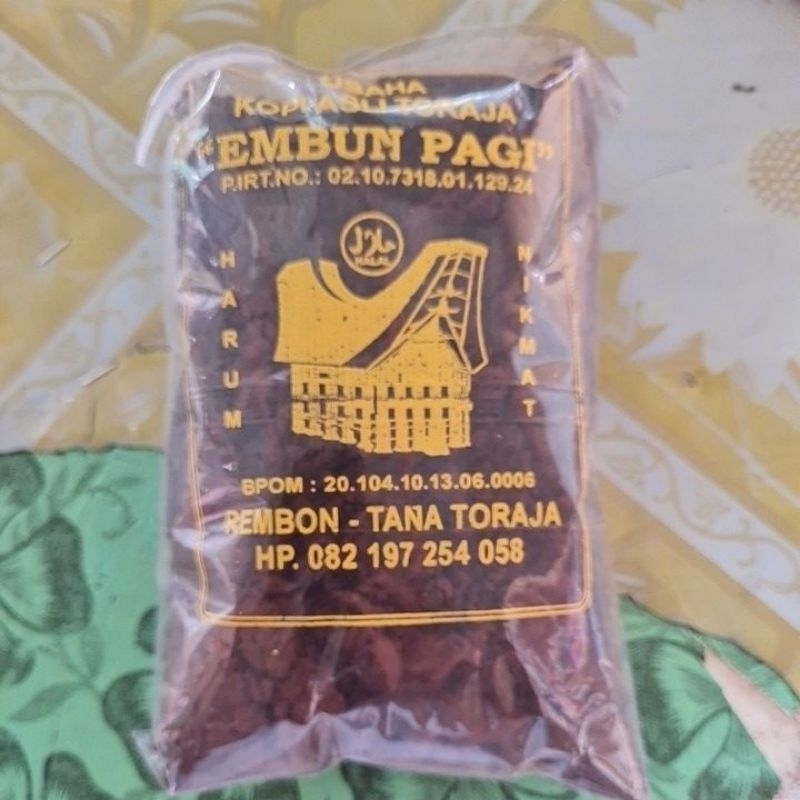 USAHA
KOPI ASLI TORAJA
"EMBUN PAGI"
P.IRT.NO.: 02.10.7318.01.129.24
حلال
HALAL
HARUM
NIKMAT
BPOM : 20.104.10.13.06.0006
REMBON - TANA TORAJA
HP. 082 197 254 058